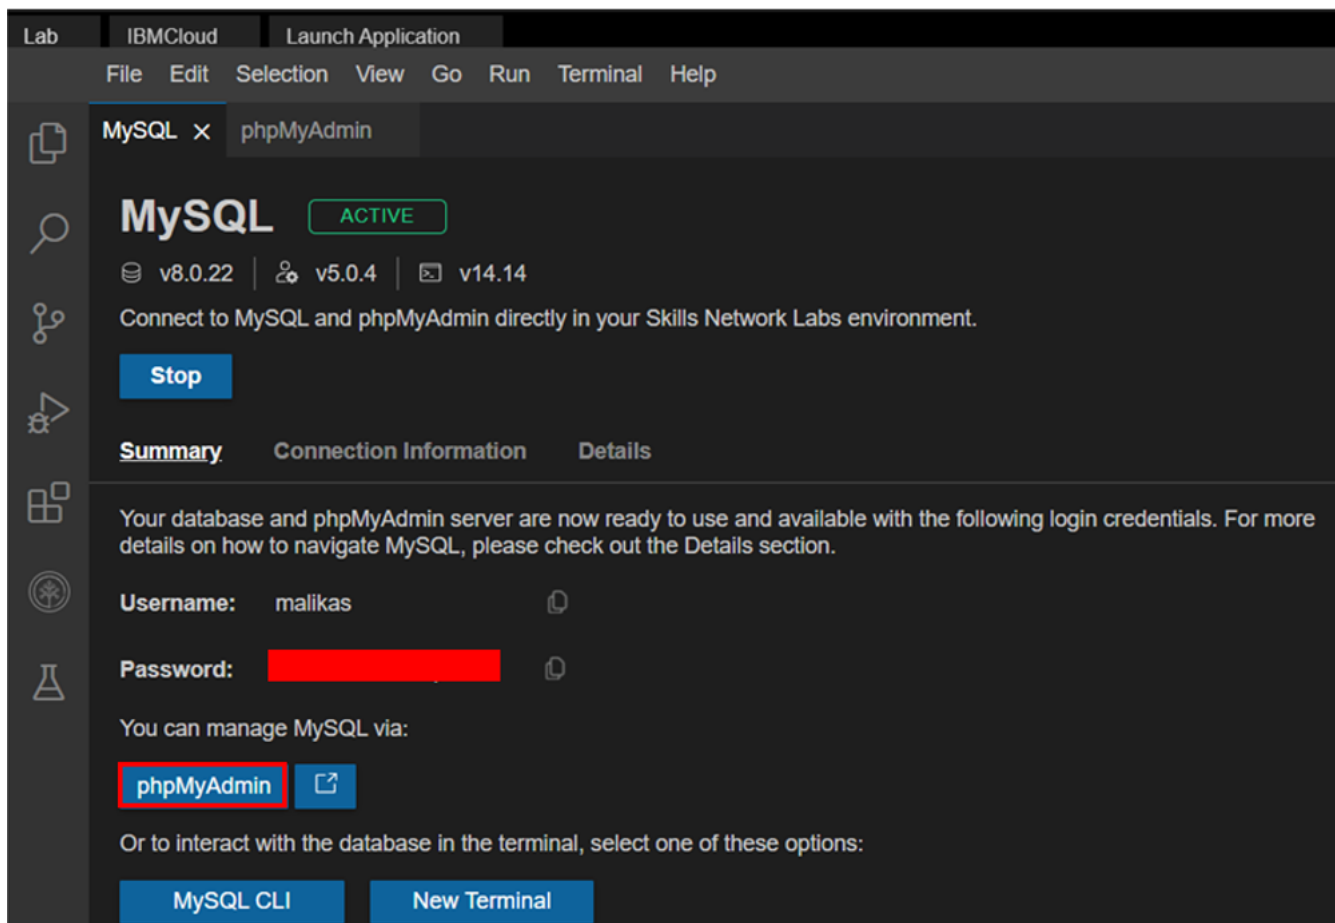 Lab IBMCloud Launch Application
File Edit Selection View Go Run Terminal Help
MySQL phpMyAdmin
MySQL ACTIVE
v8.0.22 v5.0.4 v14.14
Connect to MySQL and phpMyAdmin directly in your Skills Network Labs environment.
Stop
Summary Connection Information Details
Your database and phpMyAdmin server are now ready to use and available with the following login credentials. For more
details on how to navigate MySQL, please check out the Details section.
Username: malikas
Password:
You can manage MySQL via:
phpMyAdmin
Or to interact with the database in the terminal, select one of these options:
MySQL CLI New Terminal